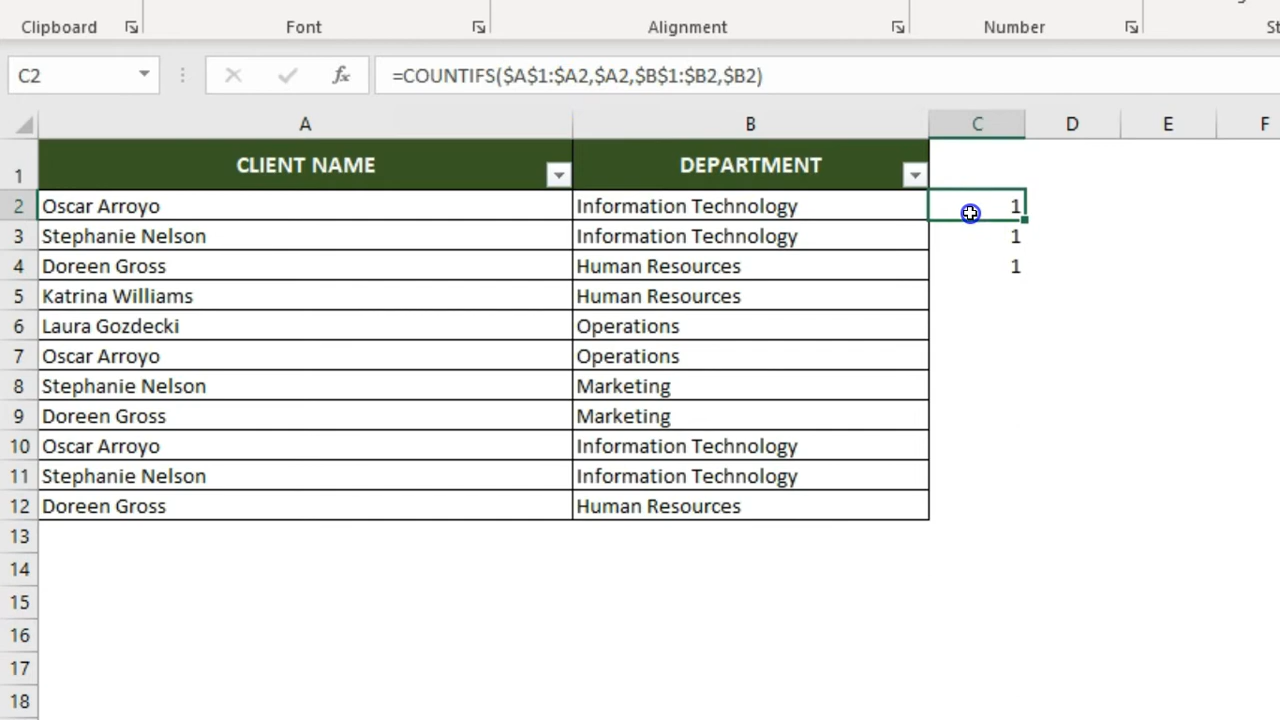 Clipboard Font Alignment Number St
C2 fx =COUNTIFS($A$1:$A2,$A2,$B$1:$B2,$B2)
A B C D E F
1 CLIENT NAME DEPARTMENT
2 Oscar Arroyo Information Technology 1
3 Stephanie Nelson Information Technology 1
4 Doreen Gross Human Resources 1
5 Katrina Williams Human Resources
6 Laura Gozdecki Operations
7 Oscar Arroyo Operations
8 Stephanie Nelson Marketing
9 Doreen Gross Marketing
10 Oscar Arroyo Information Technology
11 Stephanie Nelson Information Technology
12 Doreen Gross Human Resources
13
14
15
16
17
18